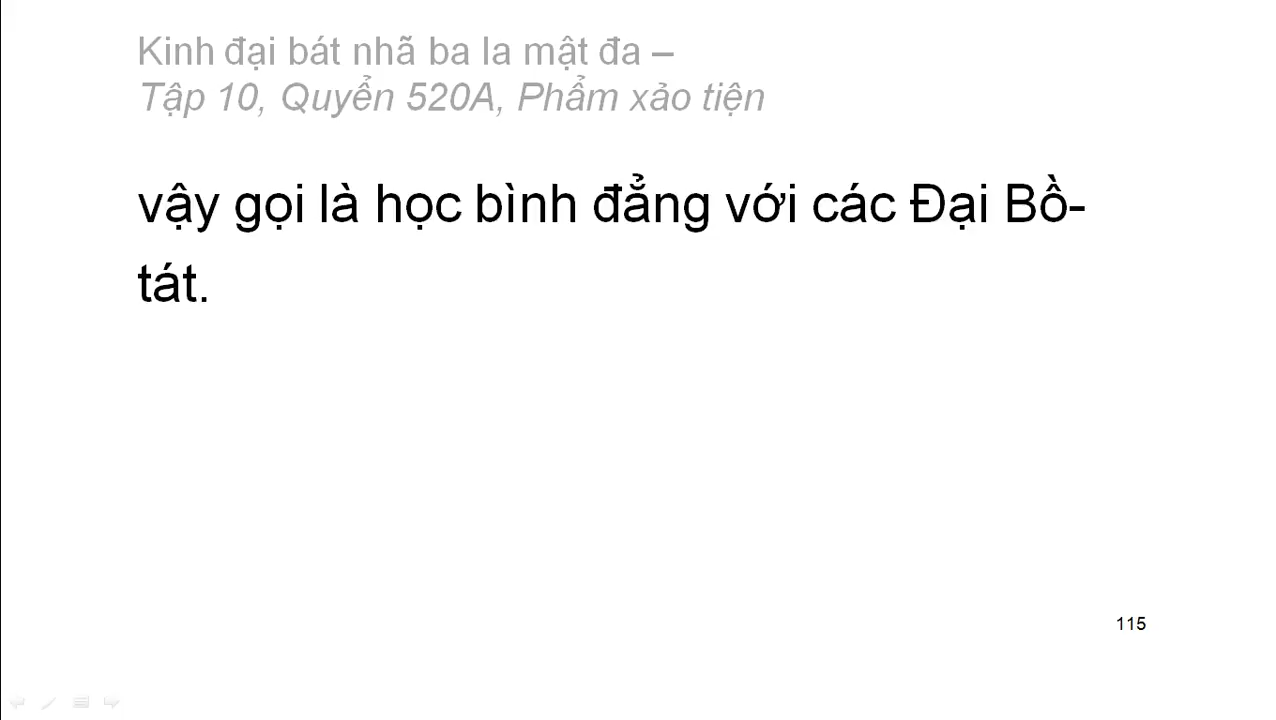 Kinh đại bát nhã ba la mật đa –
Tập 10, Quyển 520A, Phẩm xảo tiện
vậy gọi là học bình đẳng với các Đại Bồ-
tát.
115